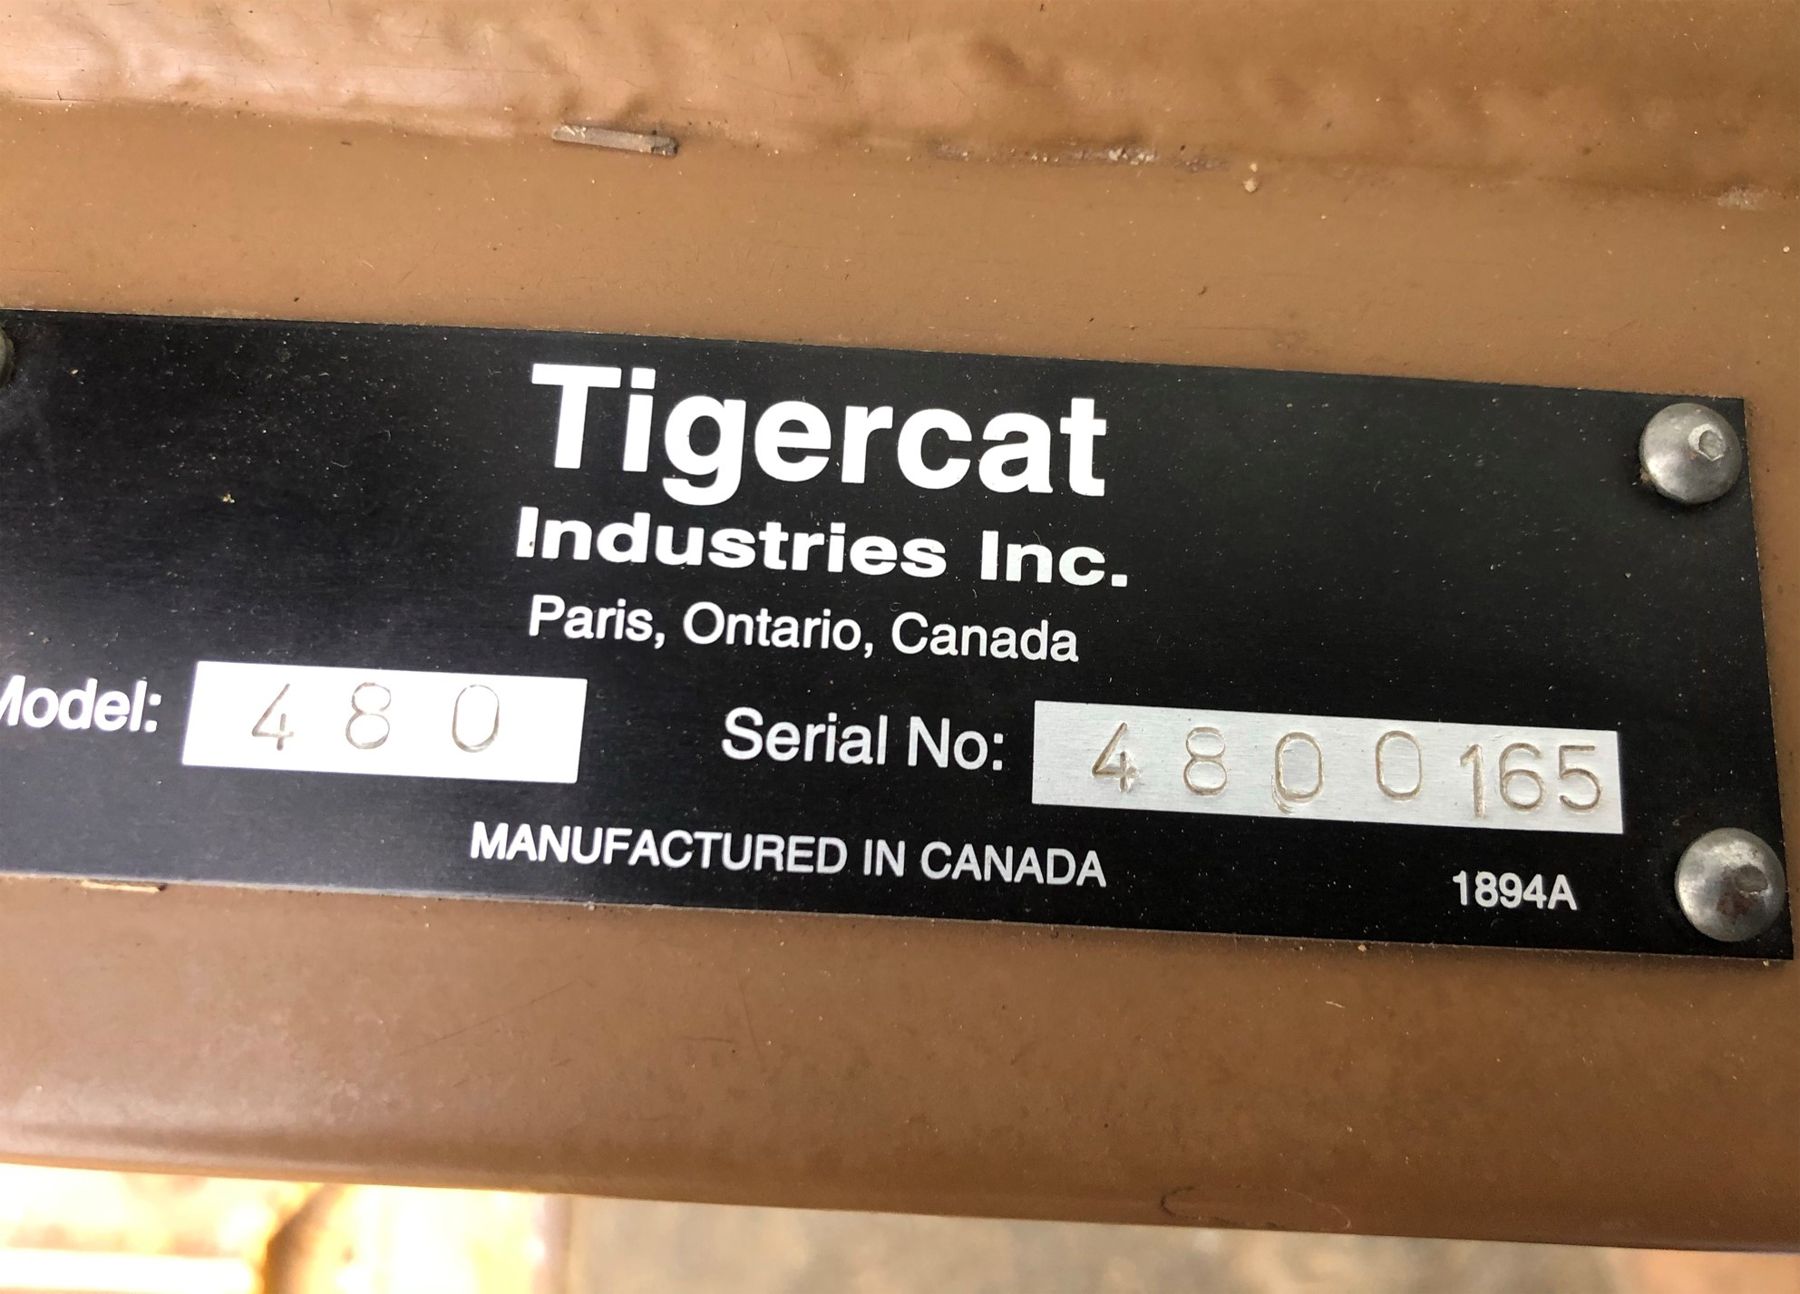 Tigercat
Industries Inc.
Paris, Ontario, Canada
Model: 480 Serial No: 4800165
MANUFACTURED IN CANADA
1894A